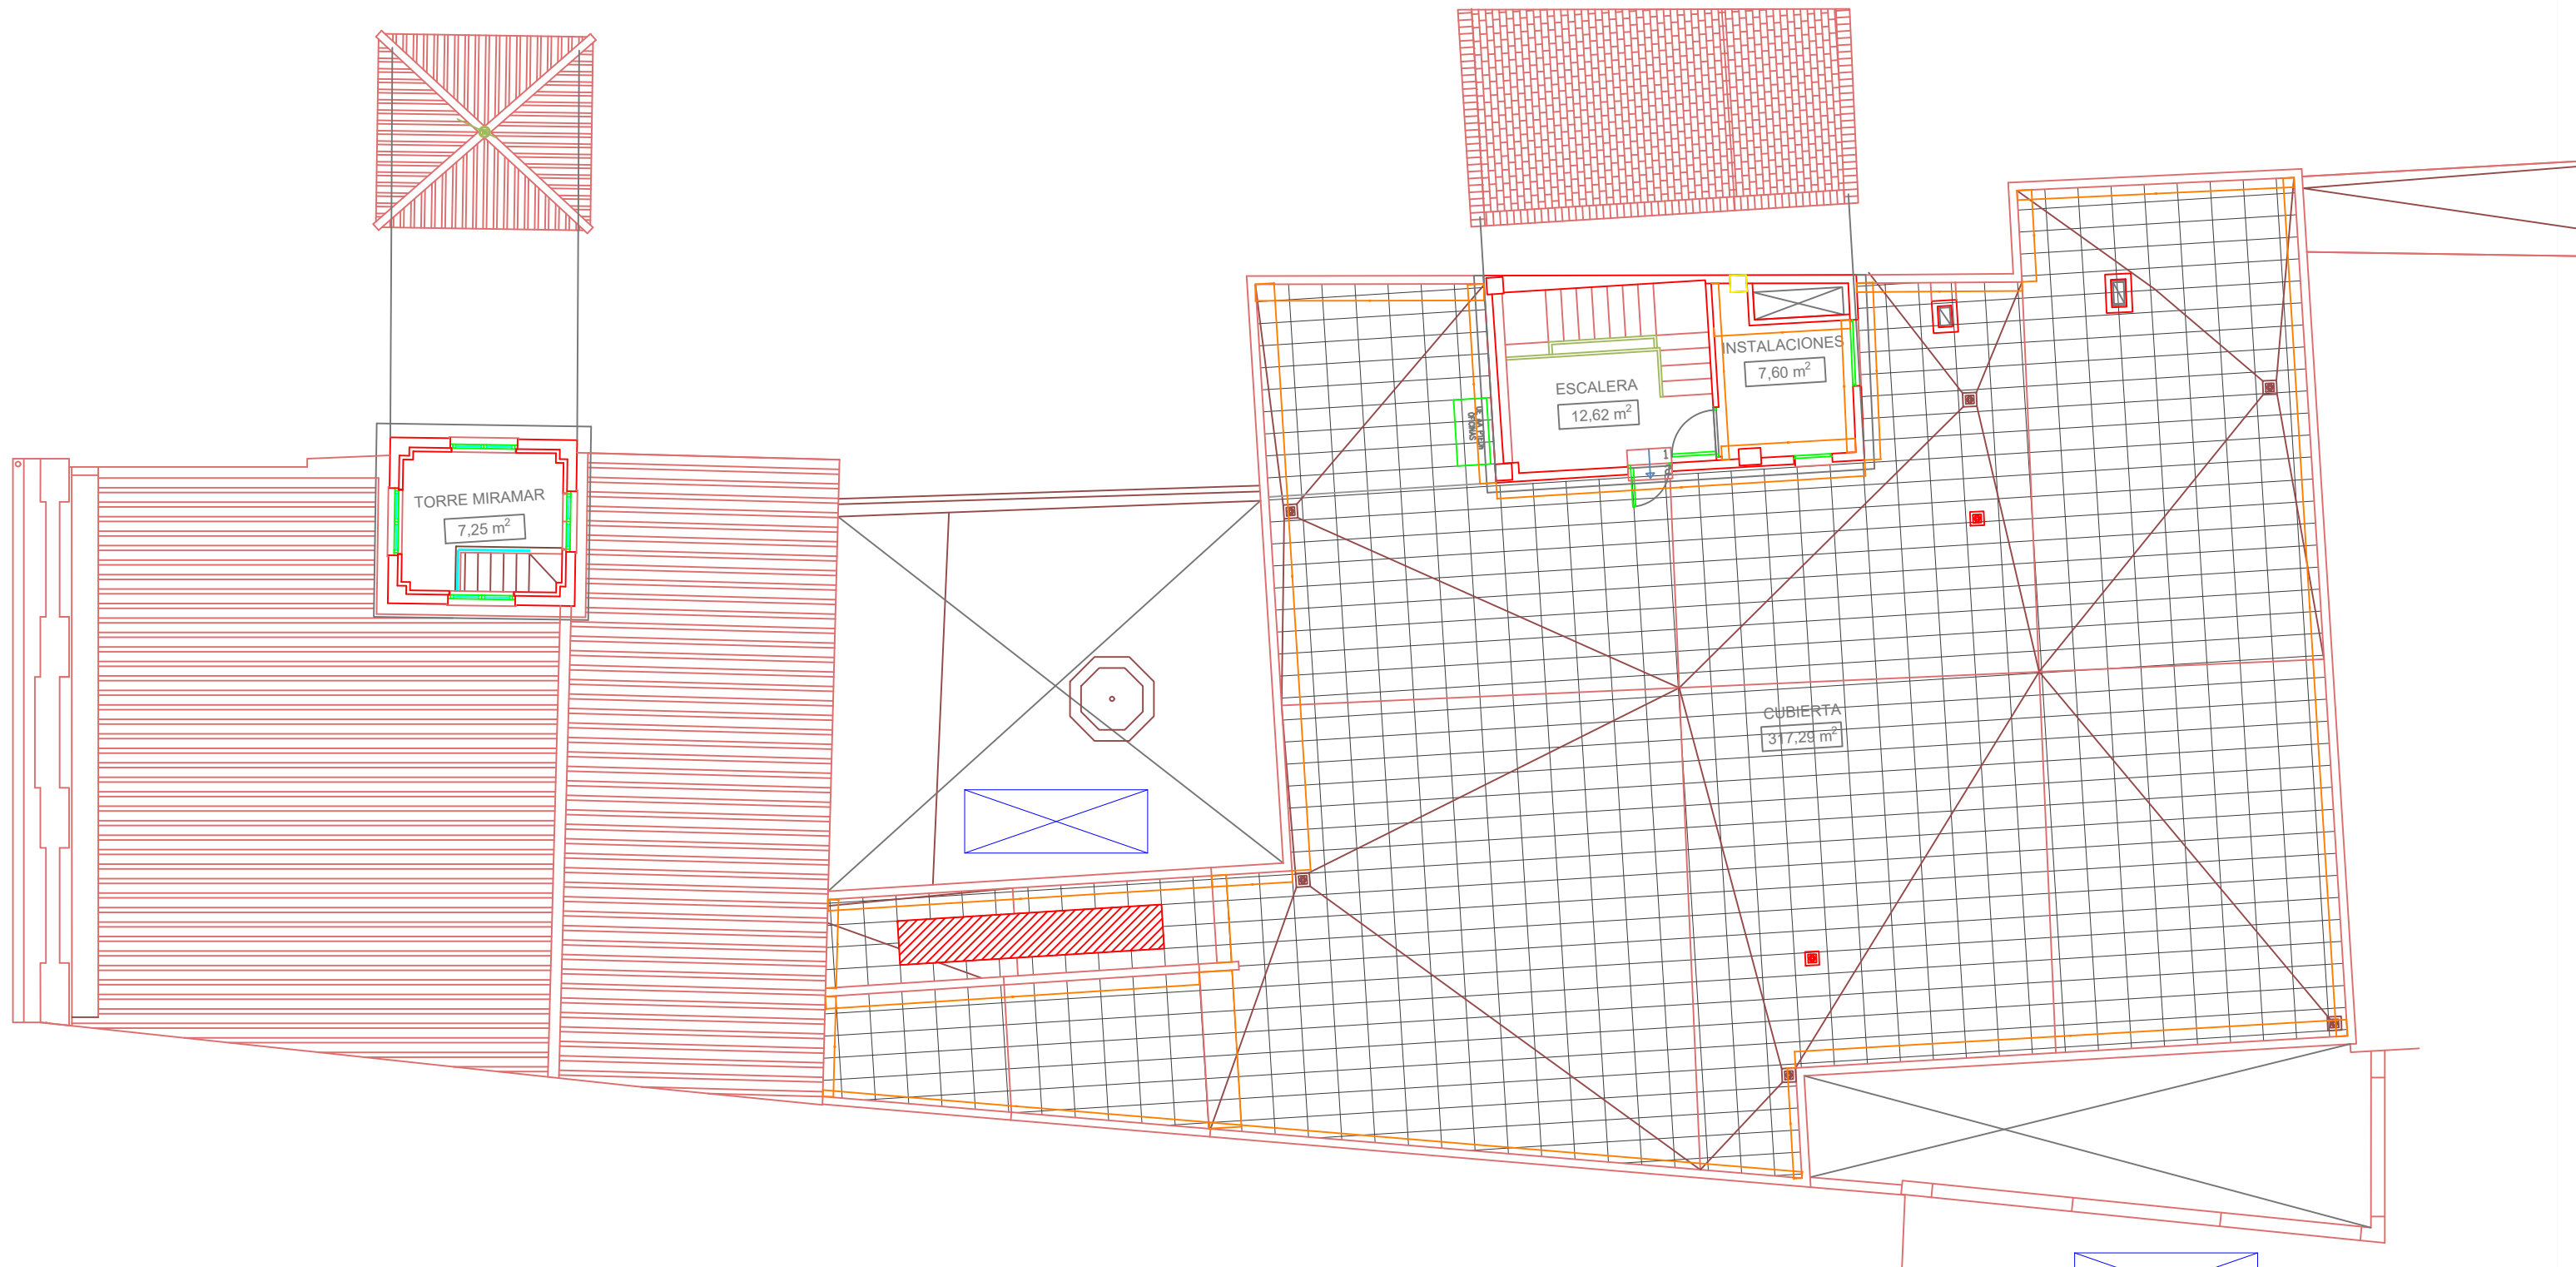 INSTALACIONES
7,60 m²
ESCALERA
12,62 m²
1
TORRE MIRAMAR
7,25 m²
CUBIERTA
317,29 m²